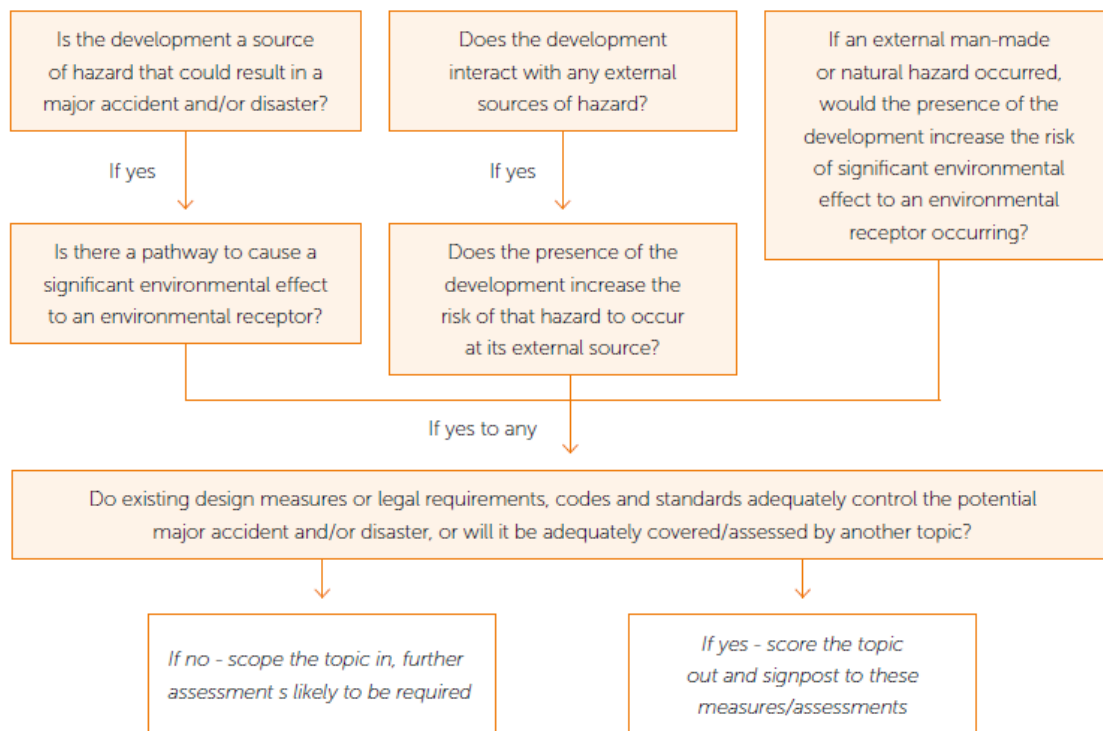 Is the development a source
of hazard that could result in a
major accident and/or disaster?
Does the development
interact with any external
sources of hazard?
If an external man-made
or natural hazard occurred,
would the presence of the
development increase the risk
of significant environmental
effect to an environmental
receptor occurring?
If yes
If yes
Is there a pathway to cause a
significant environmental effect
to an environmental receptor?
Does the presence of the
development increase the
risk of that hazard to occur
at its external source?
If yes to any
Do existing design measures or legal requirements, codes and standards adequately control the potential
major accident and/or disaster, or will it be adequately covered/assessed by another topic?
If no - scope the topic in, further
assessment s likely to be required
If yes - score the topic
out and signpost to these
measures/assessments